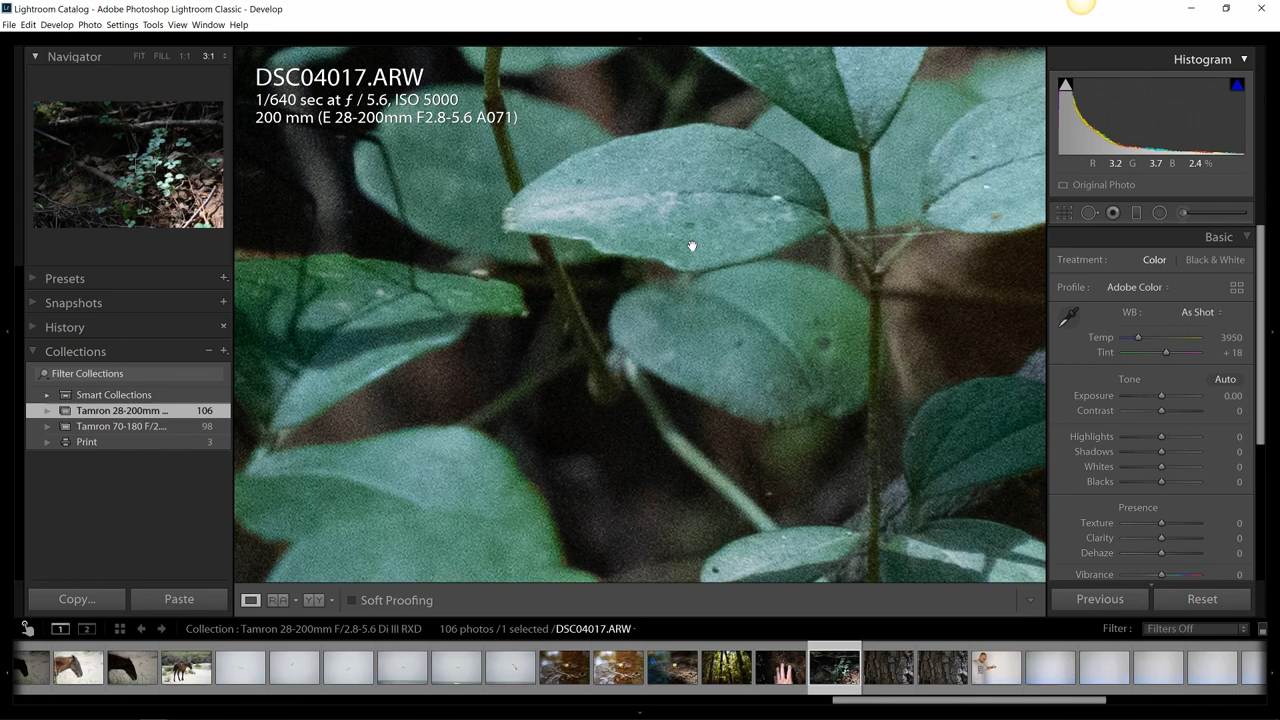 Lightroom Catalog - Adobe Photoshop Lightroom Classic - Develop
File Edit Develop Photo Settings Tools View Window Help
Navigator FIT FILL 1:1 3:1
Presets
Snapshots
History
Collections
Filter Collections
Smart Collections
Tamron 28-200mm ... 106
Tamron 70-180 F/2.... 98
Print 3
Copy... Paste
DSC04017.ARW
1/640 sec at ƒ / 5.6, ISO 5000
200 mm (E 28-200mm F2.8-5.6 A071)
Soft Proofing
Histogram
R 3.2 G 3.7 B 2.4 %
Original Photo
Basic
Treatment : Color Black & White
Profile : Adobe Color
WB : As Shot
Temp 3950
Tint + 18
Tone Auto
Exposure 0.00
Contrast 0
Highlights 0
Shadows 0
Whites 0
Blacks 0
Presence
Texture 0
Clarity 0
Dehaze 0
Vibrance 0
Previous Reset
1 2 Collection : Tamron 28-200mm F/2.8-5.6 Di III RXD 106 photos /1 selected /DSC04017.ARW Filter : Filters Off